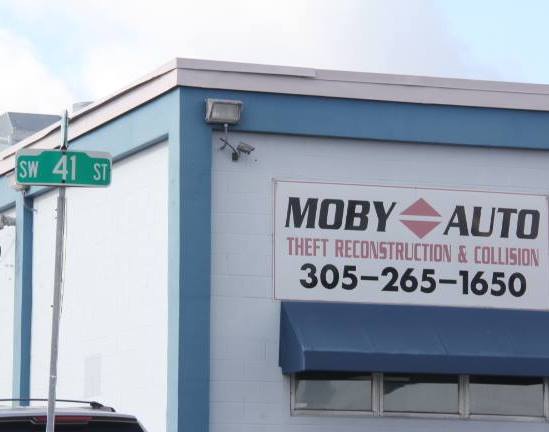 SW 41 ST
MOBY AUTO
THEFT RECONSTRUCTION & COLLISION
305-265-1650